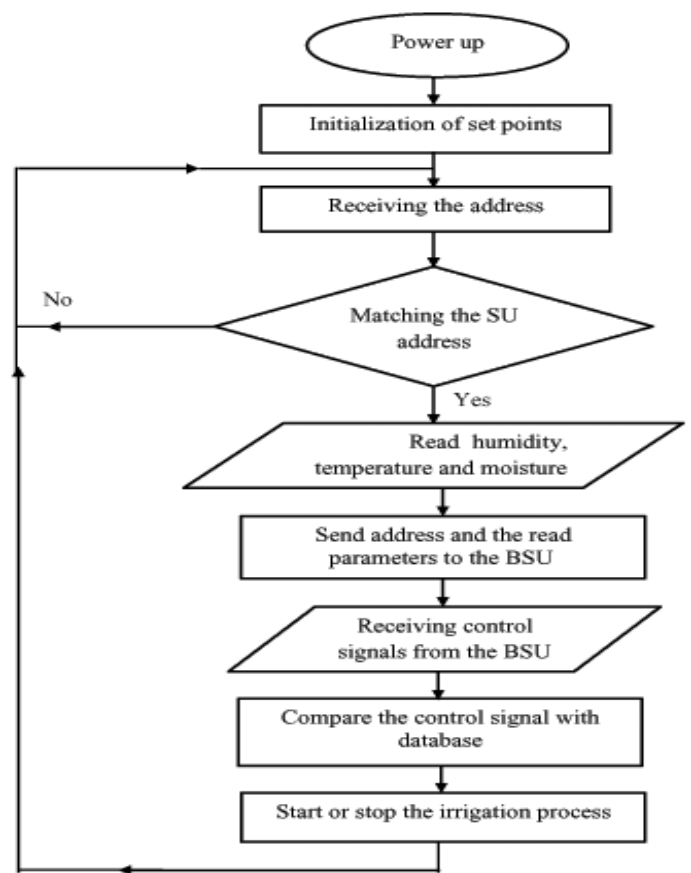 Power up
Initialization of set points
Receiving the address
No
Matching the SU
address
Yes
Read humidity,
temperature and moisture
Send address and the read
parameters to the BSU
Receiving control
signals from the BSU
Compare the control signal with
database
Start or stop the irrigation process